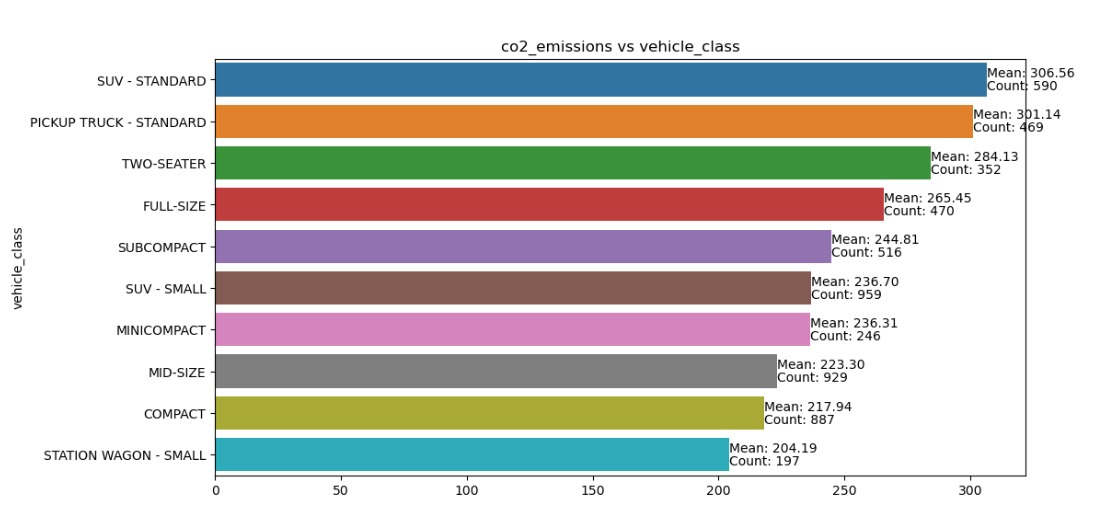 co2_emissions vs vehicle_class
vehicle_class
SUV - STANDARD
Mean: 306.56
Count: 590
PICKUP TRUCK - STANDARD
Mean: 301.14
Count: 469
TWO-SEATER
Mean: 284.13
Count: 352
FULL-SIZE
Mean: 265.45
Count: 470
SUBCOMPACT
Mean: 244.81
Count: 516
SUV - SMALL
Mean: 236.70
Count: 959
MINICOMPACT
Mean: 236.31
Count: 246
MID-SIZE
Mean: 223.30
Count: 929
COMPACT
Mean: 217.94
Count: 887
STATION WAGON - SMALL
Mean: 204.19
Count: 197
0 50 100 150 200 250 300